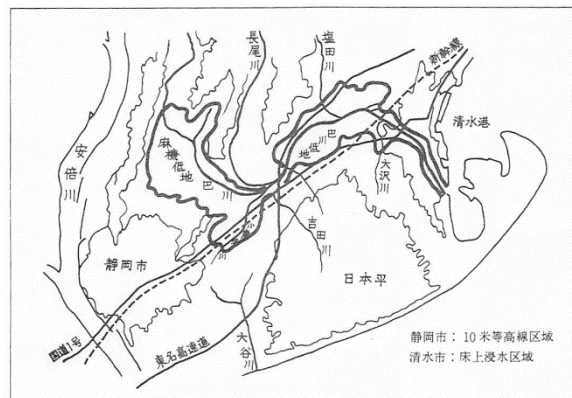 長尾川
塩田川
新幹線
清水港
安倍川
麻機低地
巴川
巴川
低地
大沢川
吉田川
静岡市
日本平
国道1号
東名高速道
大谷川
静岡市：10米等高線区域
清水市：床上浸水区域